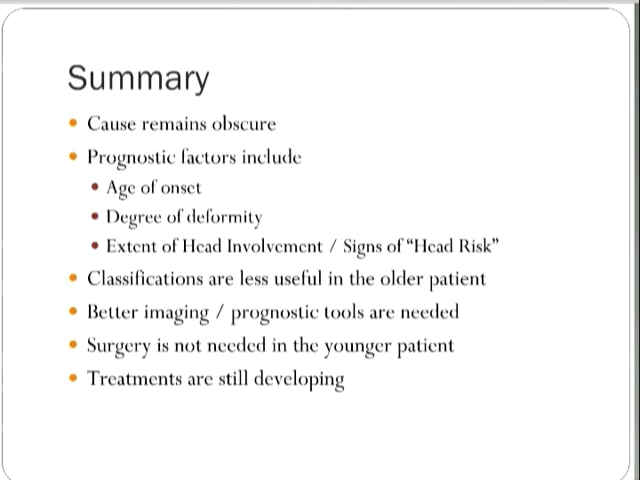 Summary
• Cause remains obscure
• Prognostic factors include
• Age of onset
• Degree of deformity
• Extent of Head Involvement / Signs of “Head Risk”
• Classifications are less useful in the older patient
• Better imaging / prognostic tools are needed
• Surgery is not needed in the younger patient
• Treatments are still developing